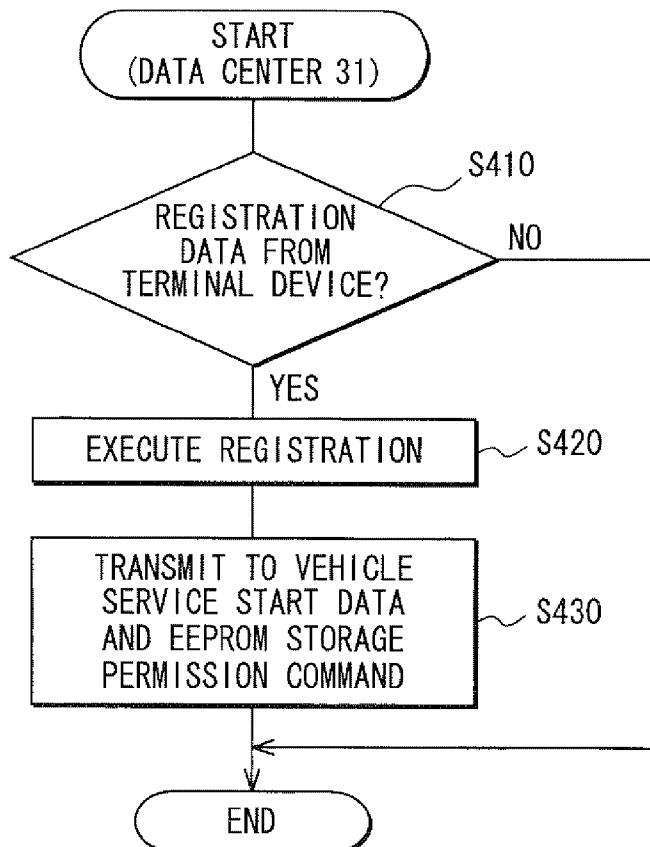 START
(DATA CENTER 31)
S410
REGISTRATION
DATA FROM
TERMINAL DEVICE?
NO
YES
EXECUTE REGISTRATION
S420
TRANSMIT TO VEHICLE
SERVICE START DATA
AND EEPROM STORAGE
PERMISSION COMMAND
S430
END